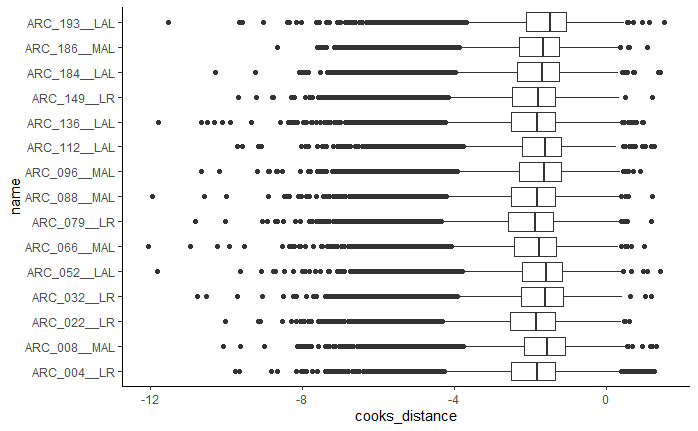 ARC_193__LAL
ARC_186__MAL
ARC_184__LAL
ARC_149__LR
ARC_136__LAL
ARC_112__LAL
ARC_096__MAL
ARC_088__MAL
ARC_079__LR
ARC_066__MAL
ARC_052__LAL
ARC_032__LR
ARC_022__LR
ARC_008__MAL
ARC_004__LR
name
-12 -8 -4 0
cooks_distance